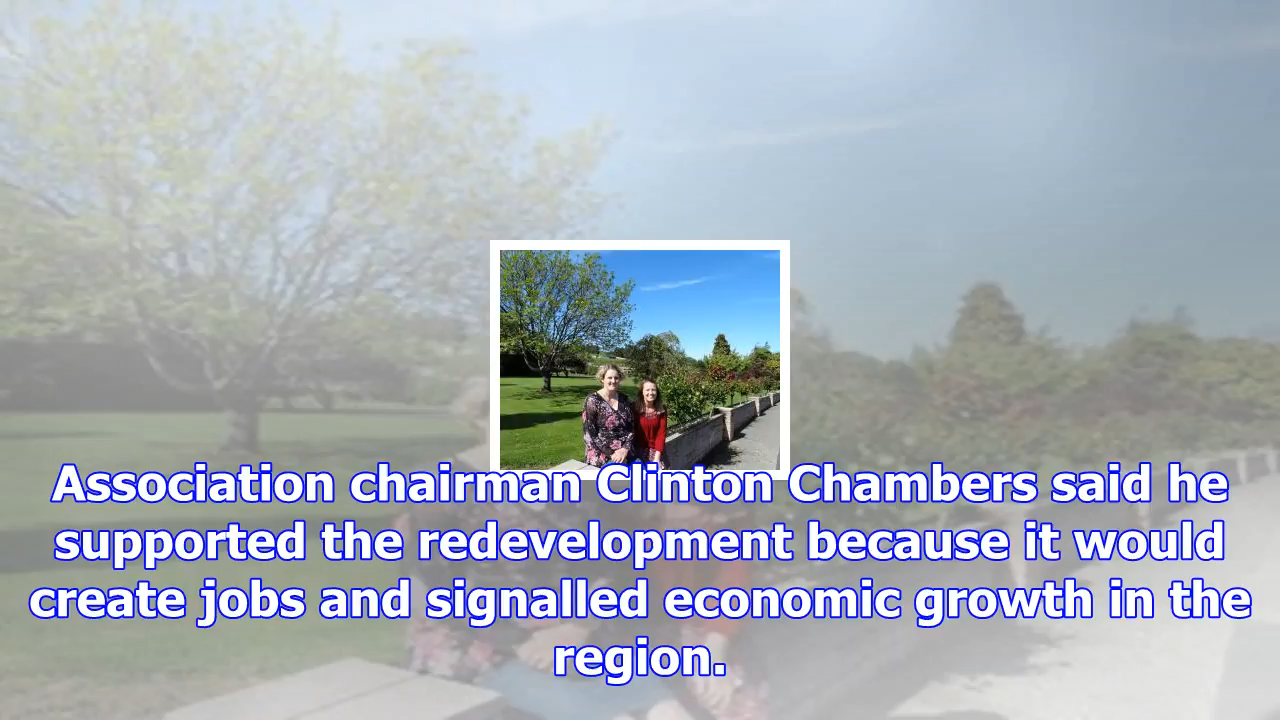 Association chairman Clinton Chambers said he
supported the redevelopment because it would
create jobs and signalled economic growth in the
region.